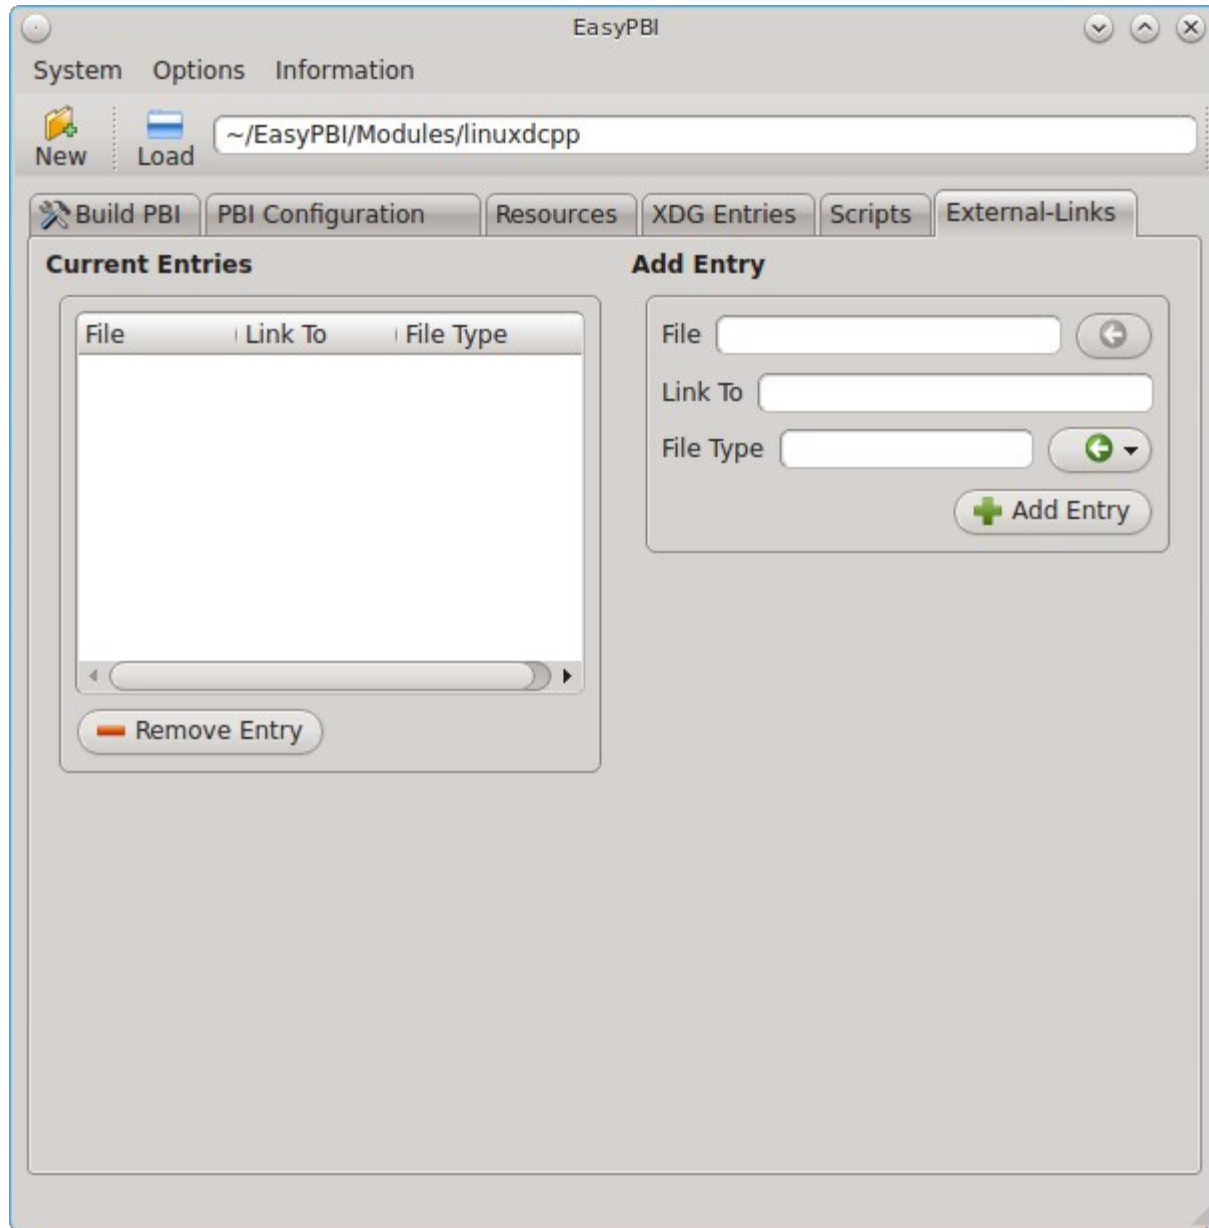 EasyPBI
System Options Information
New Load ~/EasyPBI/Modules/linuxdcpp
Build PBI PBI Configuration Resources XDG Entries Scripts External-Links
Current Entries
File Link To File Type
Remove Entry
Add Entry
File
Link To
File Type
Add Entry